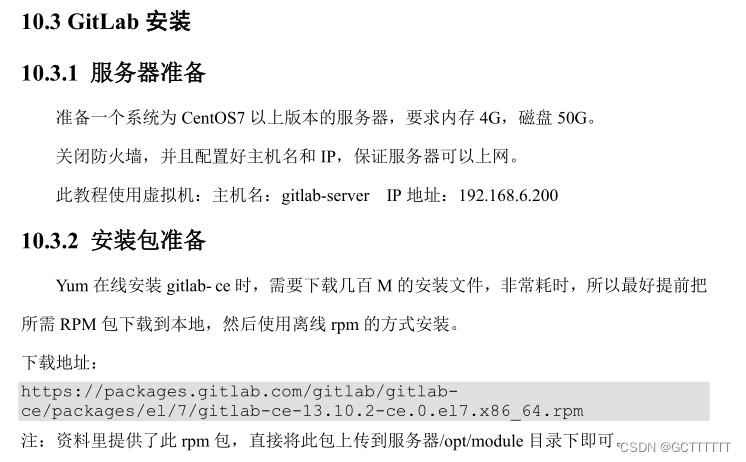 10.3 GitLab 安装
10.3.1 服务器准备
准备一个系统为 CentOS7 以上版本的服务器，要求内存 4G，磁盘 50G。
关闭防火墙，并且配置好主机名和 IP，保证服务器可以上网。
此教程使用虚拟机：主机名：gitlab-server IP 地址：192.168.6.200
10.3.2 安装包准备
Yum 在线安装 gitlab- ce 时，需要下载几百 M 的安装文件，非常耗时，所以最好提前把
所需 RPM 包下载到本地，然后使用离线 rpm 的方式安装。
下载地址：
https://packages.gitlab.com/gitlab/gitlab-
ce/packages/el/7/gitlab-ce-13.10.2-ce.0.el7.x86_64.rpm
注：资料里提供了此 rpm 包，直接将此包上传到服务器/opt/module 目录下即可。
CSDN @GCTTTTTT